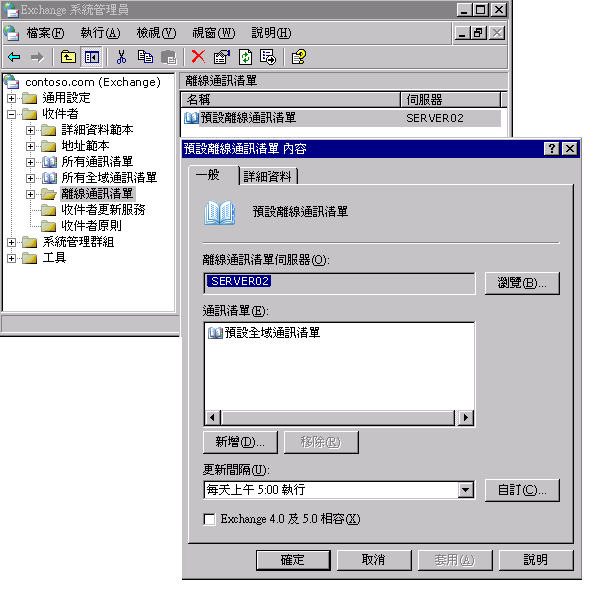 Exchange 系統管理員
檔案(F) 執行(A) 檢視(V) 視窗(W) 說明(H)
contoso.com (Exchange)
通用設定
收件者
詳細資料範本
地址範本
所有通訊清單
所有全域通訊清單
離線通訊清單
收件者更新服務
收件者原則
系統管理群組
工具
離線通訊清單
名稱 伺服器
預設離線通訊清單 SERVER02
預設離線通訊清單 內容
一般 詳細資料
預設離線通訊清單
離線通訊清單伺服器(O):
SERVER02 瀏覽(B)...
通訊清單(E):
預設全域通訊清單
新增(D)... 移除(R)
更新間隔(U):
每天上午 5:00 執行 自訂(C)...
Exchange 4.0 及 5.0 相容(X)
確定 取消 套用(A) 說明